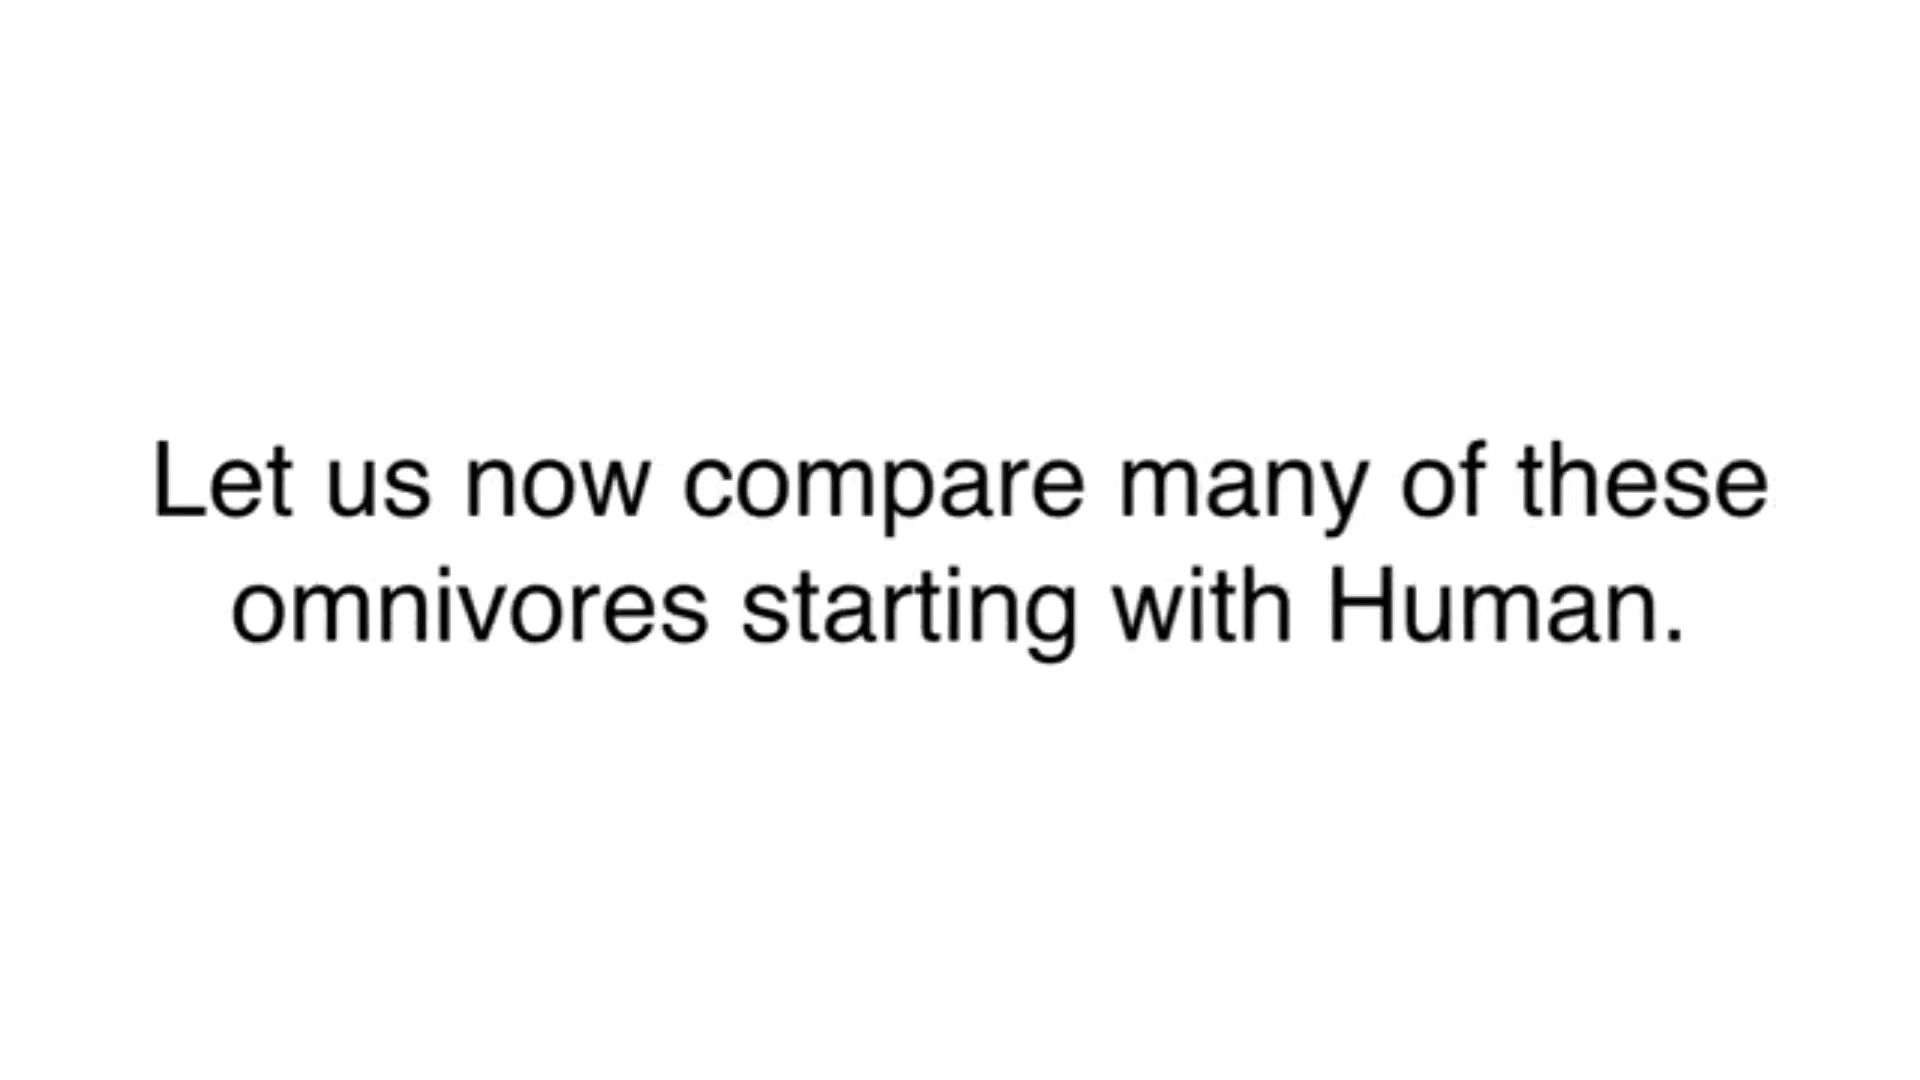 Let us now compare many of these
omnivores starting with Human.